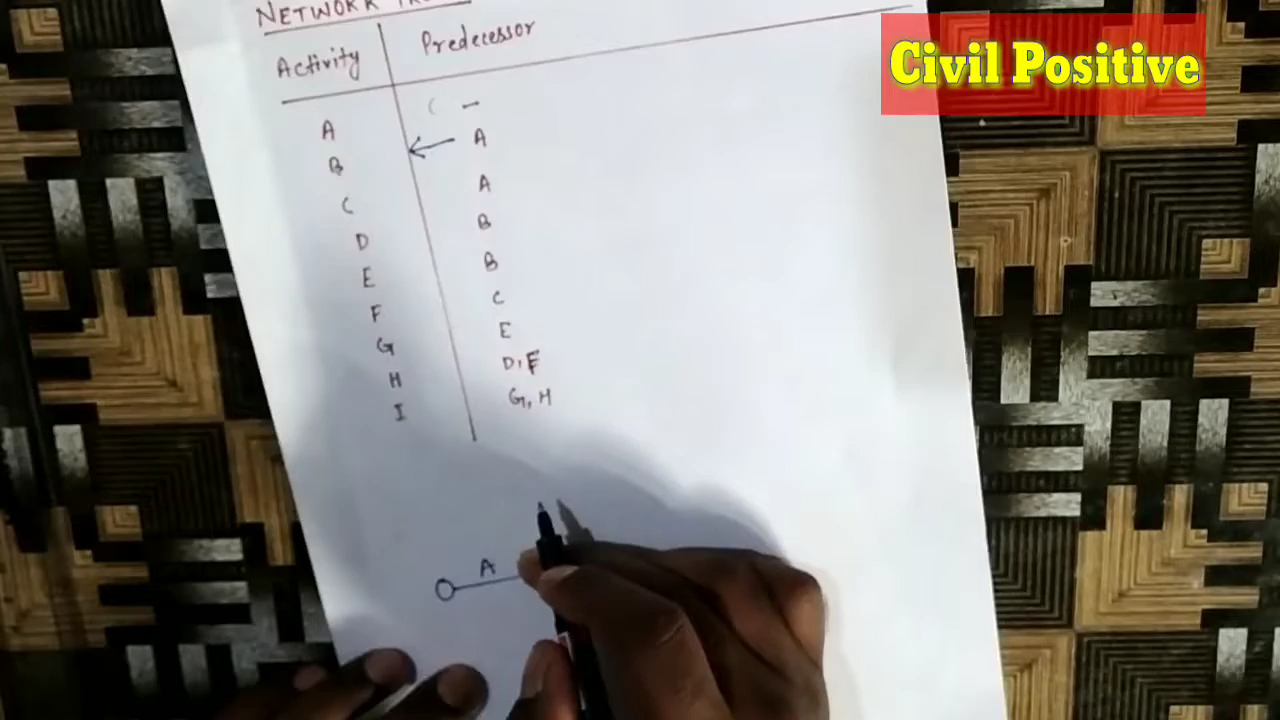 NETWORK
Civil Positive
Activity Predecessor
A -
B A
C A
D B
E B
F C
G E
H D, F
I G, H
A